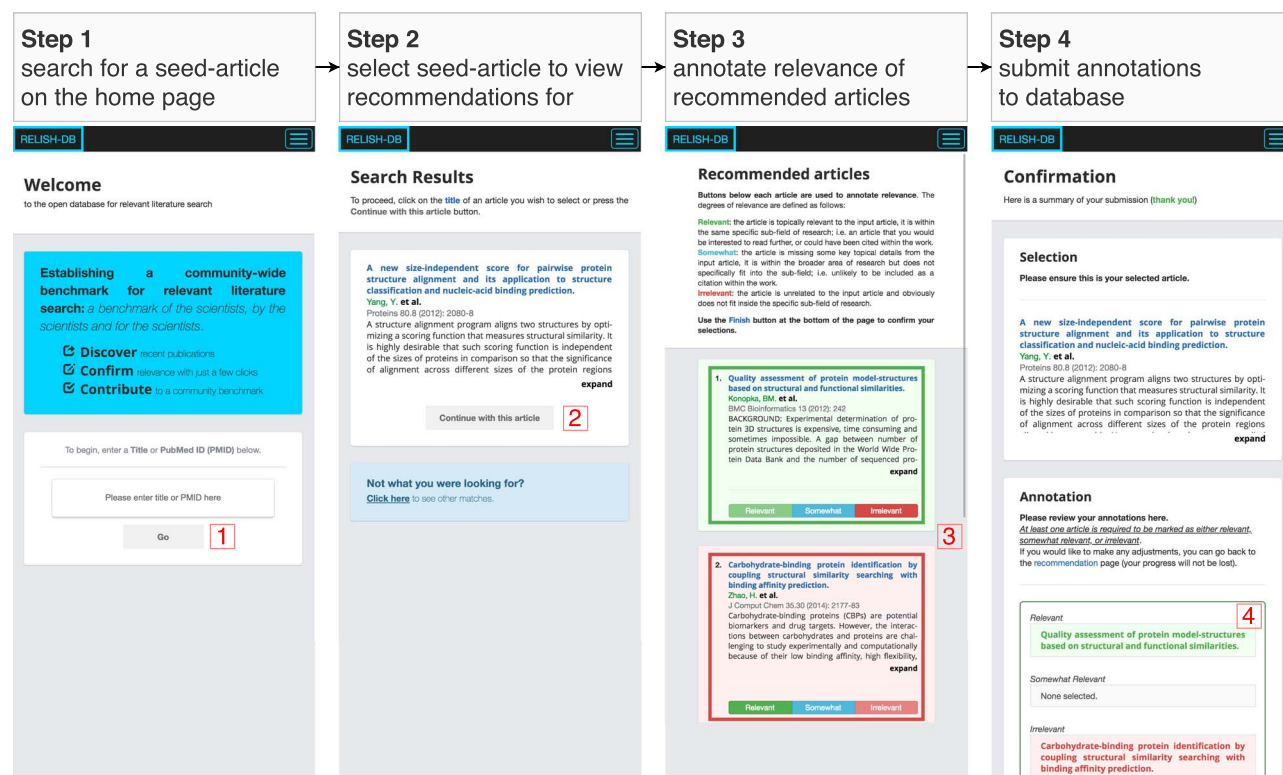 Step 1
search for a seed-article
on the home page
Step 2
select seed-article to view
recommendations for
Step 3
annotate relevance of
recommended articles
Step 4
submit annotations
to database
RELISH-DB
Welcome
to the open database for relevant literature search
Establishing a community-wide
benchmark for relevant literature
search: a benchmark of the scientists, by the
scientists and for the scientists.
Discover recent publications
Confirm relevance with just a few clicks
Contribute to a community benchmark
To begin, enter a Title or PubMed ID (PMID) below.
Please enter title or PMID here
Go
1
RELISH-DB
Search Results
To proceed, click on the title of an article you wish to select or press the
Continue with this article button.
A new size-independent score for pairwise protein
structure alignment and its application to structure
classification and nucleic-acid binding prediction.
Yang, Y. et al.
Proteins 80.8 (2012): 2080-8
A structure alignment program aligns two structures by opti-
mizing a scoring function that measures structural similarity. It
is highly desirable that such scoring function is independent
of the sizes of proteins in comparison so that the significance
of alignment across different sizes of the protein regions
expand
Continue with this article
2
Not what you were looking for?
Click here to see other matches.
RELISH-DB
Recommended articles
Buttons below each article are used to annotate relevance. The
degrees of relevance are defined as follows:
Relevant: the article is topically relevant to the input article, it is within
the same specific sub-field of research; i.e. an article that you would
be interested to read further, or could have been cited within the work.
Somewhat: the article is missing some key topical details from the
input article, it is within the broader area of research but does not
specifically fit into the sub-field; i.e. unlikely to be included as a
citation within the work.
Irrelevant: the article is unrelated to the input article and obviously
does not fit inside the specific sub-field of research.
Use the Finish button at the bottom of the page to confirm your
selections.
1. Quality assessment of protein model-structures
based on structural and functional similarities.
Konopka, BM. et al.
BMC Bioinformatics 13 (2012): 242
BACKGROUND: Experimental determination of pro-
tein 3D structures is expensive, time consuming and
sometimes impossible. A gap between number of
protein structures deposited in the World Wide Pro-
tein Data Bank and the number of sequenced pro-
expand
Relevant Somewhat Irrelevant
3
2. Carbohydrate-binding protein identification by
coupling structural similarity searching with
binding affinity prediction.
Zhao, H. et al.
J Comput Chem 35.30 (2014): 2177-83
Carbohydrate-binding proteins (CBPs) are potential
biomarkers and drug targets. However, the interac-
tions between carbohydrates and proteins are chal-
lenging to study experimentally and computationally
because of their low binding affinity, high flexibility,
expand
Relevant Somewhat Irrelevant
RELISH-DB
Confirmation
Here is a summary of your submission (thank you!)
Selection
Please ensure this is your selected article.
A new size-independent score for pairwise protein
structure alignment and its application to structure
classification and nucleic-acid binding prediction.
Yang, Y. et al.
Proteins 80.8 (2012): 2080-8
A structure alignment program aligns two structures by opti-
mizing a scoring function that measures structural similarity. It
is highly desirable that such scoring function is independent
of the sizes of proteins in comparison so that the significance
of alignment across different sizes of the protein regions
expand
Annotation
Please review your annotations here.
At least one article is required to be marked as either relevant,
somewhat relevant, or irrelevant.
If you would like to make any adjustments, you can go back to
the recommendation page (your progress will not be lost).
4
Relevant
Quality assessment of protein model-structures
based on structural and functional similarities.
Somewhat Relevant
None selected.
Irrelevant
Carbohydrate-binding protein identification by
coupling structural similarity searching with
binding affinity prediction.